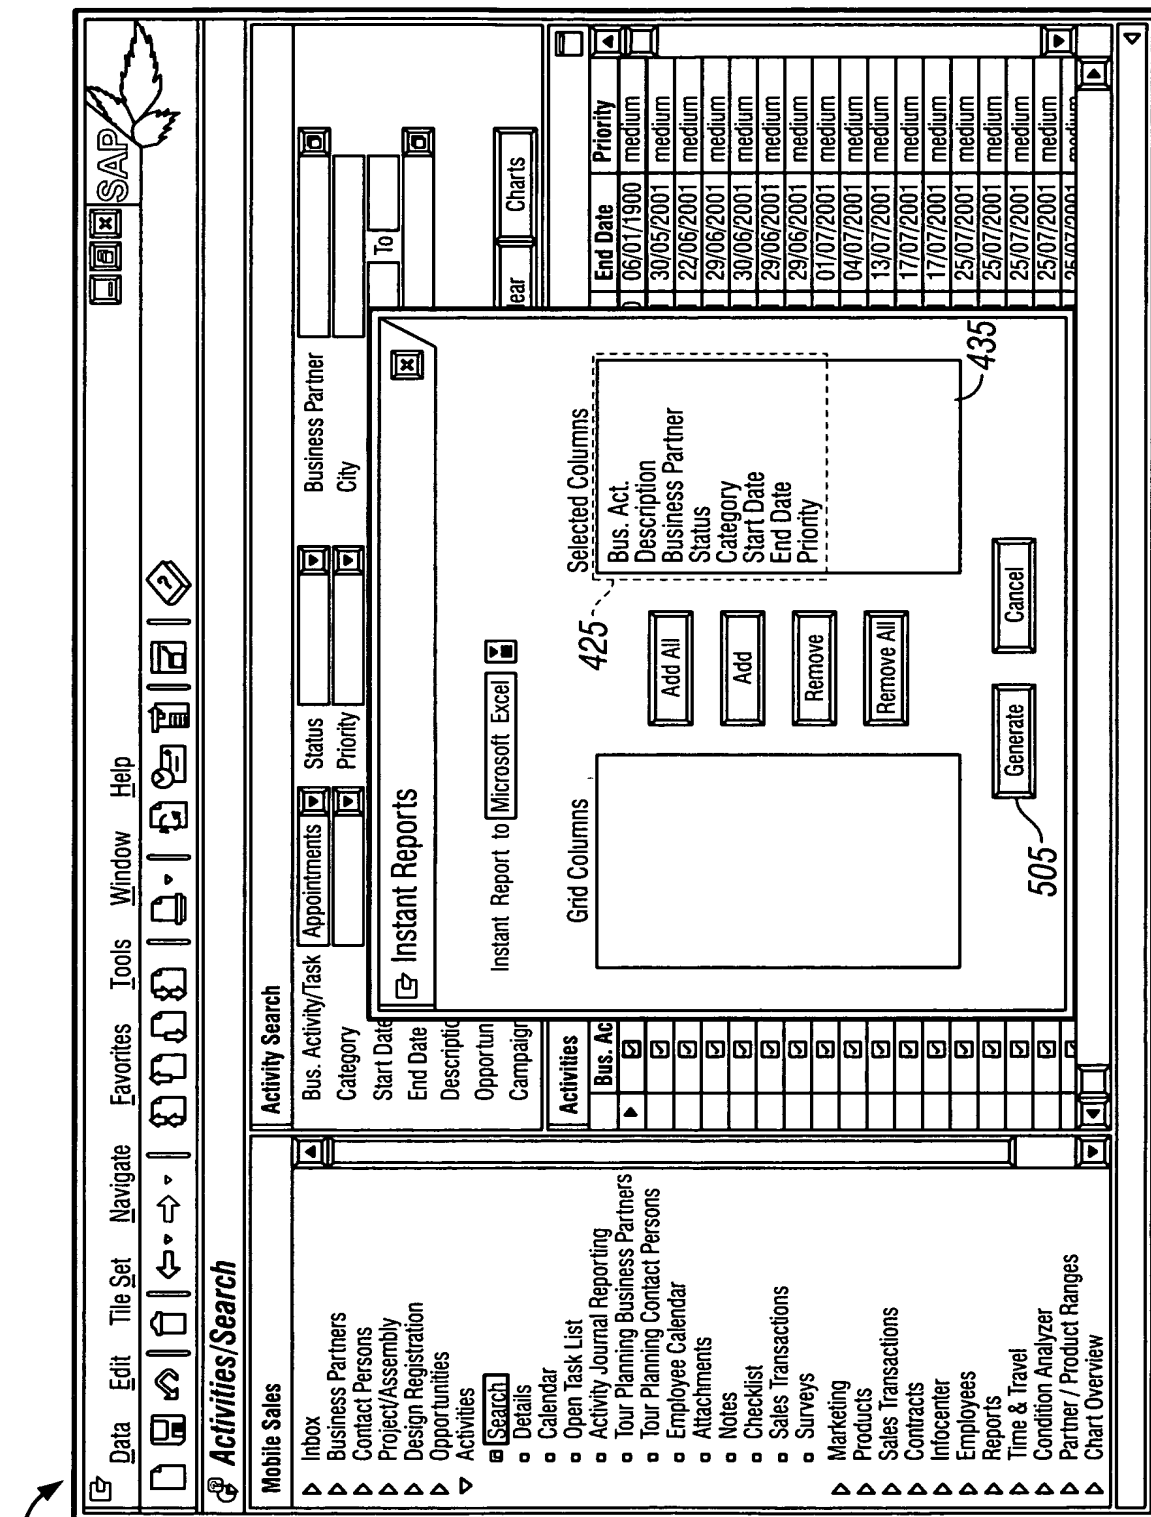 SAP
Data Edit Tile Set Navigate Favorites Tools Window Help
Activities/Search
Mobile Sales
Inbox
Business Partners
Contact Persons
Project/Assembly
Design Registration
Opportunities
Activities
Search
Details
Calendar
Open Task List
Activity Journal Reporting
Tour Planning Business Partners
Tour Planning Contact Persons
Employee Calendar
Attachments
Notes
Checklist
Sales Transactions
Surveys
Marketing
Products
Sales Transactions
Contracts
Infocenter
Employees
Reports
Time & Travel
Condition Analyzer
Partner / Product Ranges
Chart Overview
Activity Search
Bus. Activity/Task Appointments Status Business Partner
Category Priority City
Start Date To
End Date
Descriptic
Opportun
Campaigr
ear Charts
Activities
Bus. Ac End Date Priority
06/01/1900 medium
30/05/2001 medium
22/06/2001 medium
29/06/2001 medium
30/06/2001 medium
29/06/2001 medium
29/06/2001 medium
01/07/2001 medium
04/07/2001 medium
13/07/2001 medium
17/07/2001 medium
17/07/2001 medium
25/07/2001 medium
25/07/2001 medium
25/07/2001 medium
25/07/2001 medium
25/07/2001 medium
Instant Reports
Instant Report to Microsoft Excel
Grid Columns
Add All
Add
Remove
Remove All
425
Selected Columns
Bus. Act.
Description
Business Partner
Status
Category
Start Date
End Date
Priority
435
Generate Cancel
505